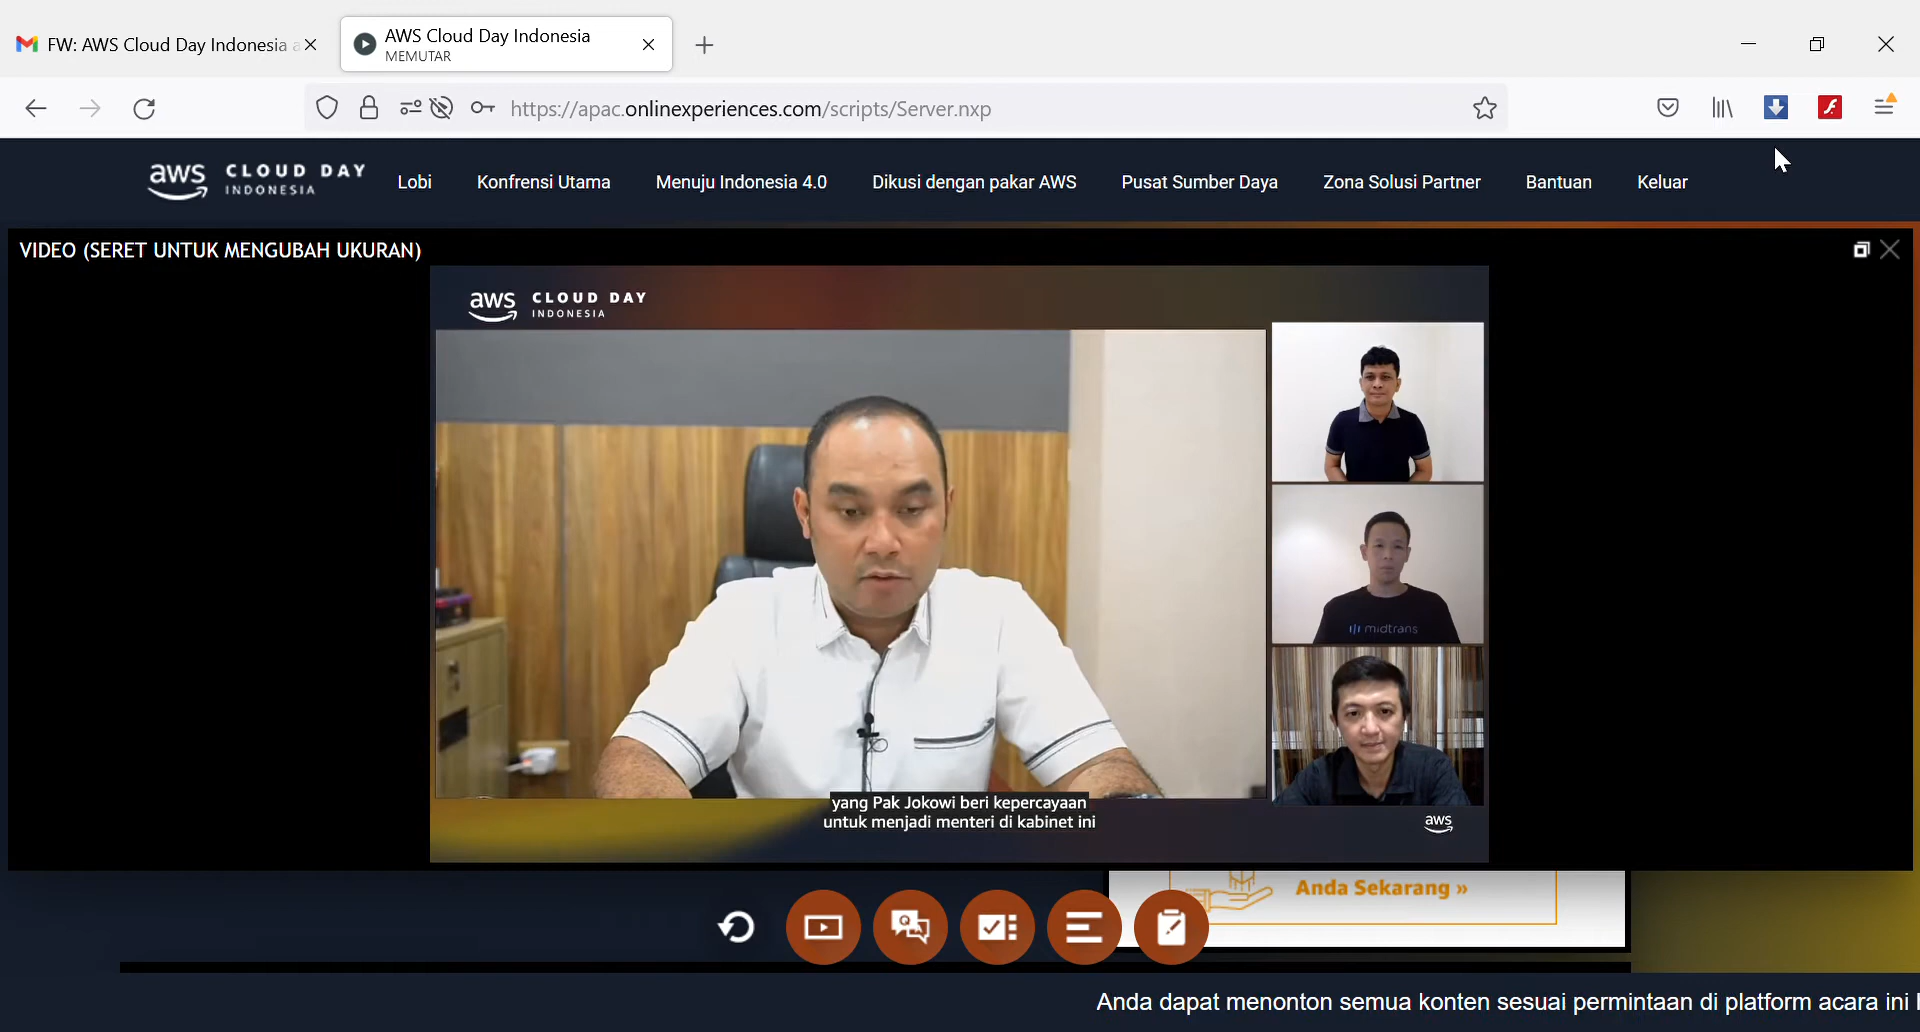 FW: AWS Cloud Day Indonesia a
AWS Cloud Day Indonesia
MEMUTAR
https://apac.onlinexperiences.com/scripts/Server.nxp
aws CLOUD DAY
INDONESIA
Lobi
Konfrensi Utama
Menuju Indonesia 4.0
Dikusi dengan pakar AWS
Pusat Sumber Daya
Zona Solusi Partner
Bantuan
Keluar
VIDEO (SERET UNTUK MENGUBAH UKURAN)
aws CLOUD DAY
INDONESIA
midtrans
yang Pak Jokowi beri kepercayaan
untuk menjadi menteri di kabinet ini
aws
Anda Sekarang »
Q A
Anda dapat menonton semua konten sesuai permintaan di platform acara ini